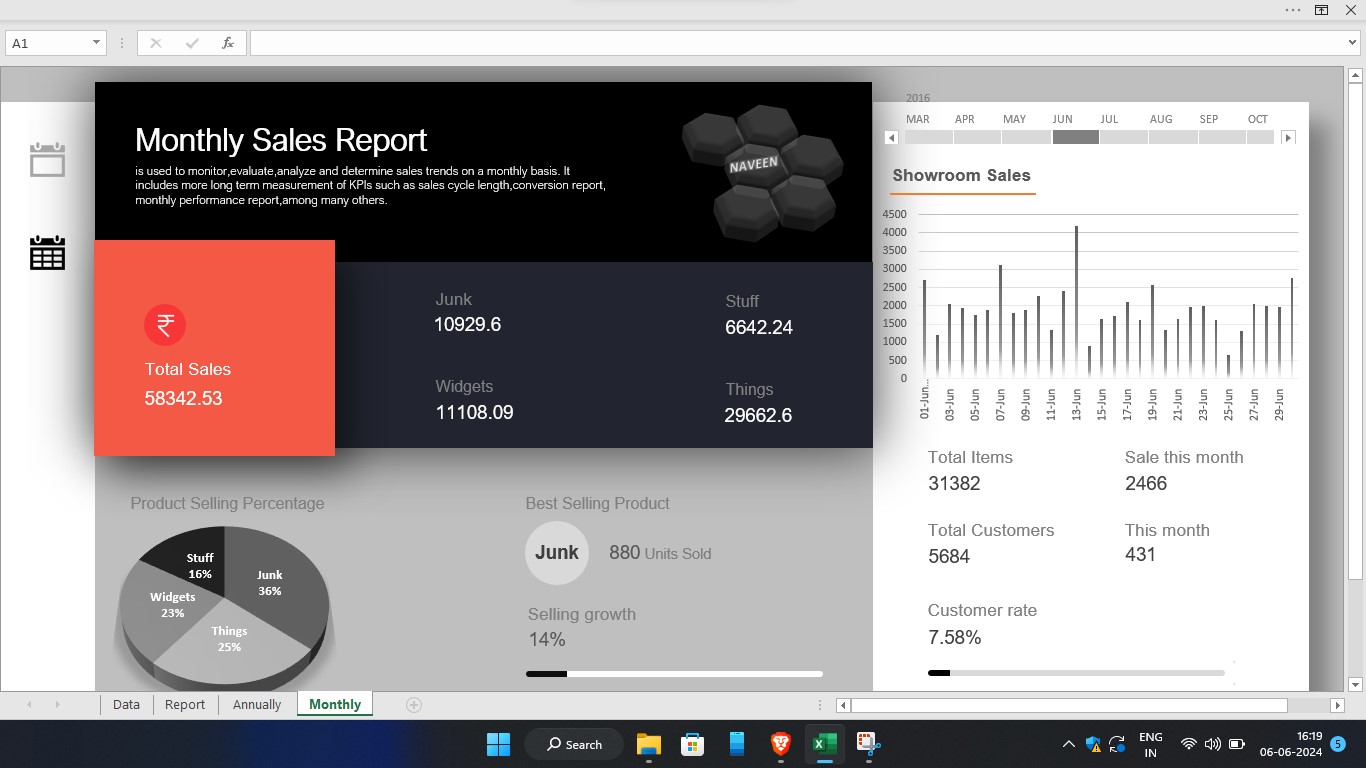 A1
fx
Monthly Sales Report
is used to monitor,evaluate,analyze and determine sales trends on a monthly basis. It
includes more long term measurement of KPIs such as sales cycle length,conversion report,
monthly performance report,among many others.
NAVEEN
₹
Total Sales
58342.53
Junk
10929.6
Stuff
6642.24
Widgets
11108.09
Things
29662.6
2016
MAR APR MAY JUN JUL AUG SEP OCT
Showroom Sales
4500
4000
3500
3000
2500
2000
1500
1000
500
0
01-Jun...
03-Jun
05-Jun
07-Jun
09-Jun
11-Jun
13-Jun
15-Jun
17-Jun
19-Jun
21-Jun
23-Jun
25-Jun
27-Jun
29-Jun
Total Items
31382
Sale this month
2466
Total Customers
5684
This month
431
Customer rate
7.58%
Product Selling Percentage
Stuff
16%
Junk
36%
Widgets
23%
Things
25%
Best Selling Product
Junk
880 Units Sold
Selling growth
14%
Data Report Annually Monthly
Search
ENG
IN
16:19
06-06-2024
5